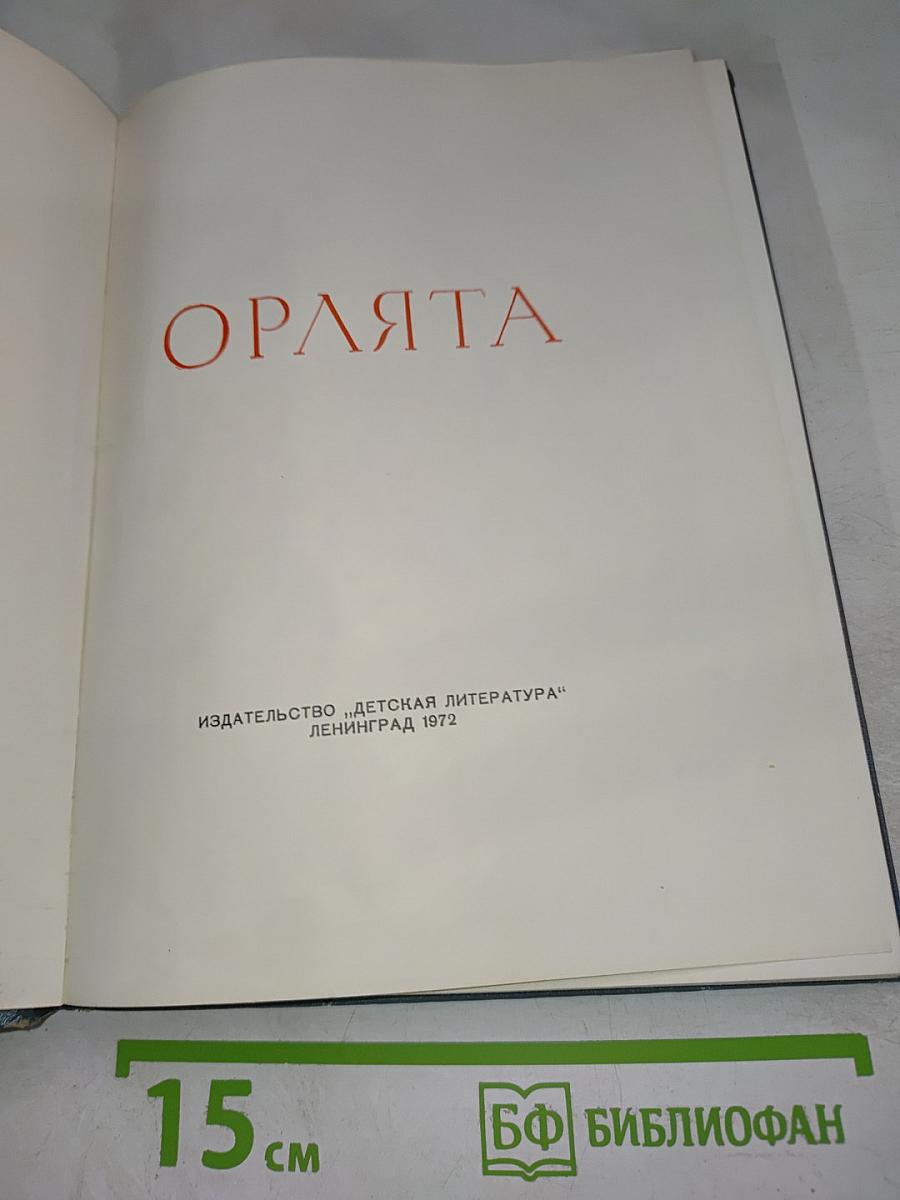 ОРЛЯТА
ИЗДАТЕЛЬСТВО „ДЕТСКАЯ ЛИТЕРАТУРА“
ЛЕНИНГРАД 1972
15 см
БФ БИБЛИОФАН